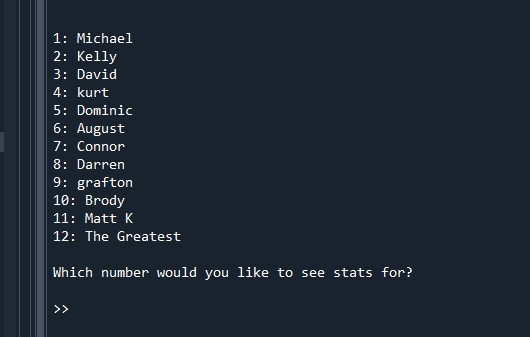 1: Michael
2: Kelly
3: David
4: kurt
5: Dominic
6: August
7: Connor
8: Darren
9: grafton
10: Brody
11: Matt K
12: The Greatest
Which number would you like to see stats for?
>>